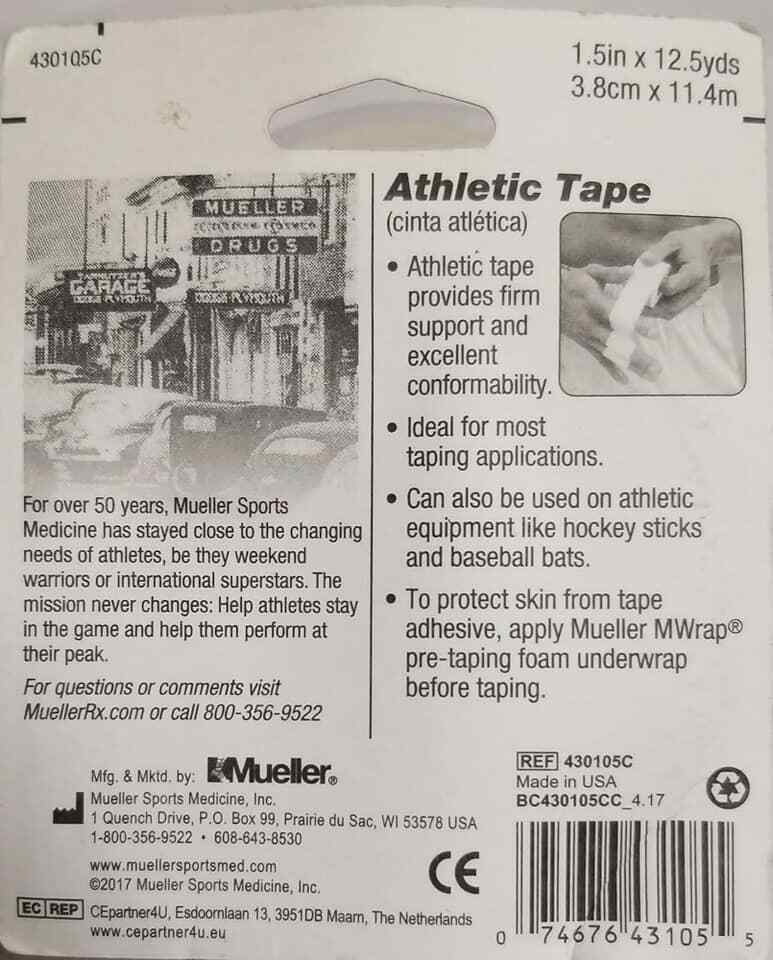 430105C
1.5in x 12.5yds
3.8cm x 11.4m
MUELLER
DRUGS
GARAGE
DODGE-PLYMOUTH
DODGE-PLYMOUTH
For over 50 years, Mueller Sports
Medicine has stayed close to the changing
needs of athletes, be they weekend
warriors or international superstars. The
mission never changes: Help athletes stay
in the game and help them perform at
their peak.
For questions or comments visit
MuellerRx.com or call 800-356-9522
Athletic Tape
(cinta atlética)
• Athletic tape
provides firm
support and
excellent
conformability.
• Ideal for most
taping applications.
• Can also be used on athletic
equipment like hockey sticks
and baseball bats.
• To protect skin from tape
adhesive, apply Mueller MWrap®
pre-taping foam underwrap
before taping.
Mfg. & Mktd. by: Mueller®
Mueller Sports Medicine, Inc.
1 Quench Drive, P.O. Box 99, Prairie du Sac, WI 53578 USA
1-800-356-9522 • 608-643-8530
www.muellersportsmed.com
©2017 Mueller Sports Medicine, Inc.
CE
EC REP CEpartner4U, Esdoornlaan 13, 3951DB Maarn, The Netherlands
www.cepartner4u.eu
REF 430105C
Made in USA
BC430105CC_4.17
0 74676 43105 5